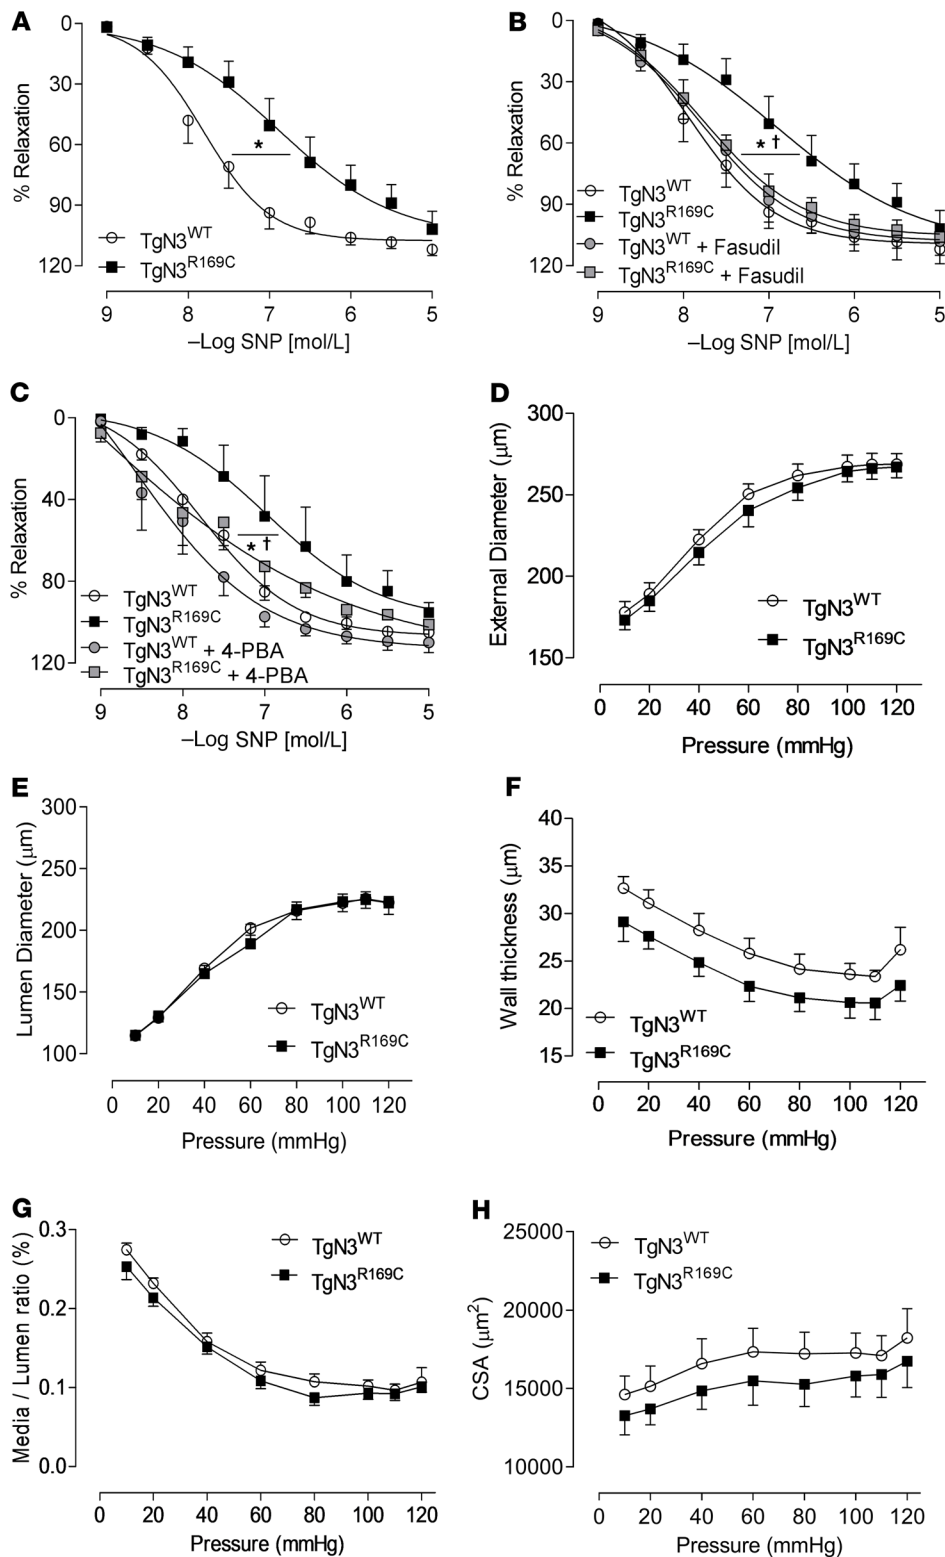 A
0
30
60
90
120
% Relaxation
*
TgN3WT
TgN3R169C
9
8
7
6
5
–Log SNP [mol/L]
B
0
30
60
90
120
% Relaxation
* †
TgN3WT
TgN3R169C
TgN3WT + Fasudil
TgN3R169C + Fasudil
9
8
7
6
5
–Log SNP [mol/L]
C
0
40
80
120
% Relaxation
* †
TgN3WT
TgN3R169C
TgN3WT + 4-PBA
TgN3R169C + 4-PBA
9
8
7
6
5
–Log SNP [mol/L]
D
300
250
200
150
External Diameter (μm)
TgN3WT
TgN3R169C
0 20 40 60 80 100 120
Pressure (mmHg)
E
300
250
200
150
100
Lumen Diameter (μm)
TgN3WT
TgN3R169C
0 20 40 60 80 100 120
Pressure (mmHg)
F
40
35
30
25
20
15
Wall thickness (μm)
TgN3WT
TgN3R169C
0 20 40 60 80 100 120
Pressure (mmHg)
G
0.3
0.2
0.1
0.0
Media / Lumen ratio (%)
TgN3WT
TgN3R169C
0 20 40 60 80 100 120
Pressure (mmHg)
H
25000
20000
15000
10000
CSA (μm²)
TgN3WT
TgN3R169C
0 20 40 60 80 100 120
Pressure (mmHg)